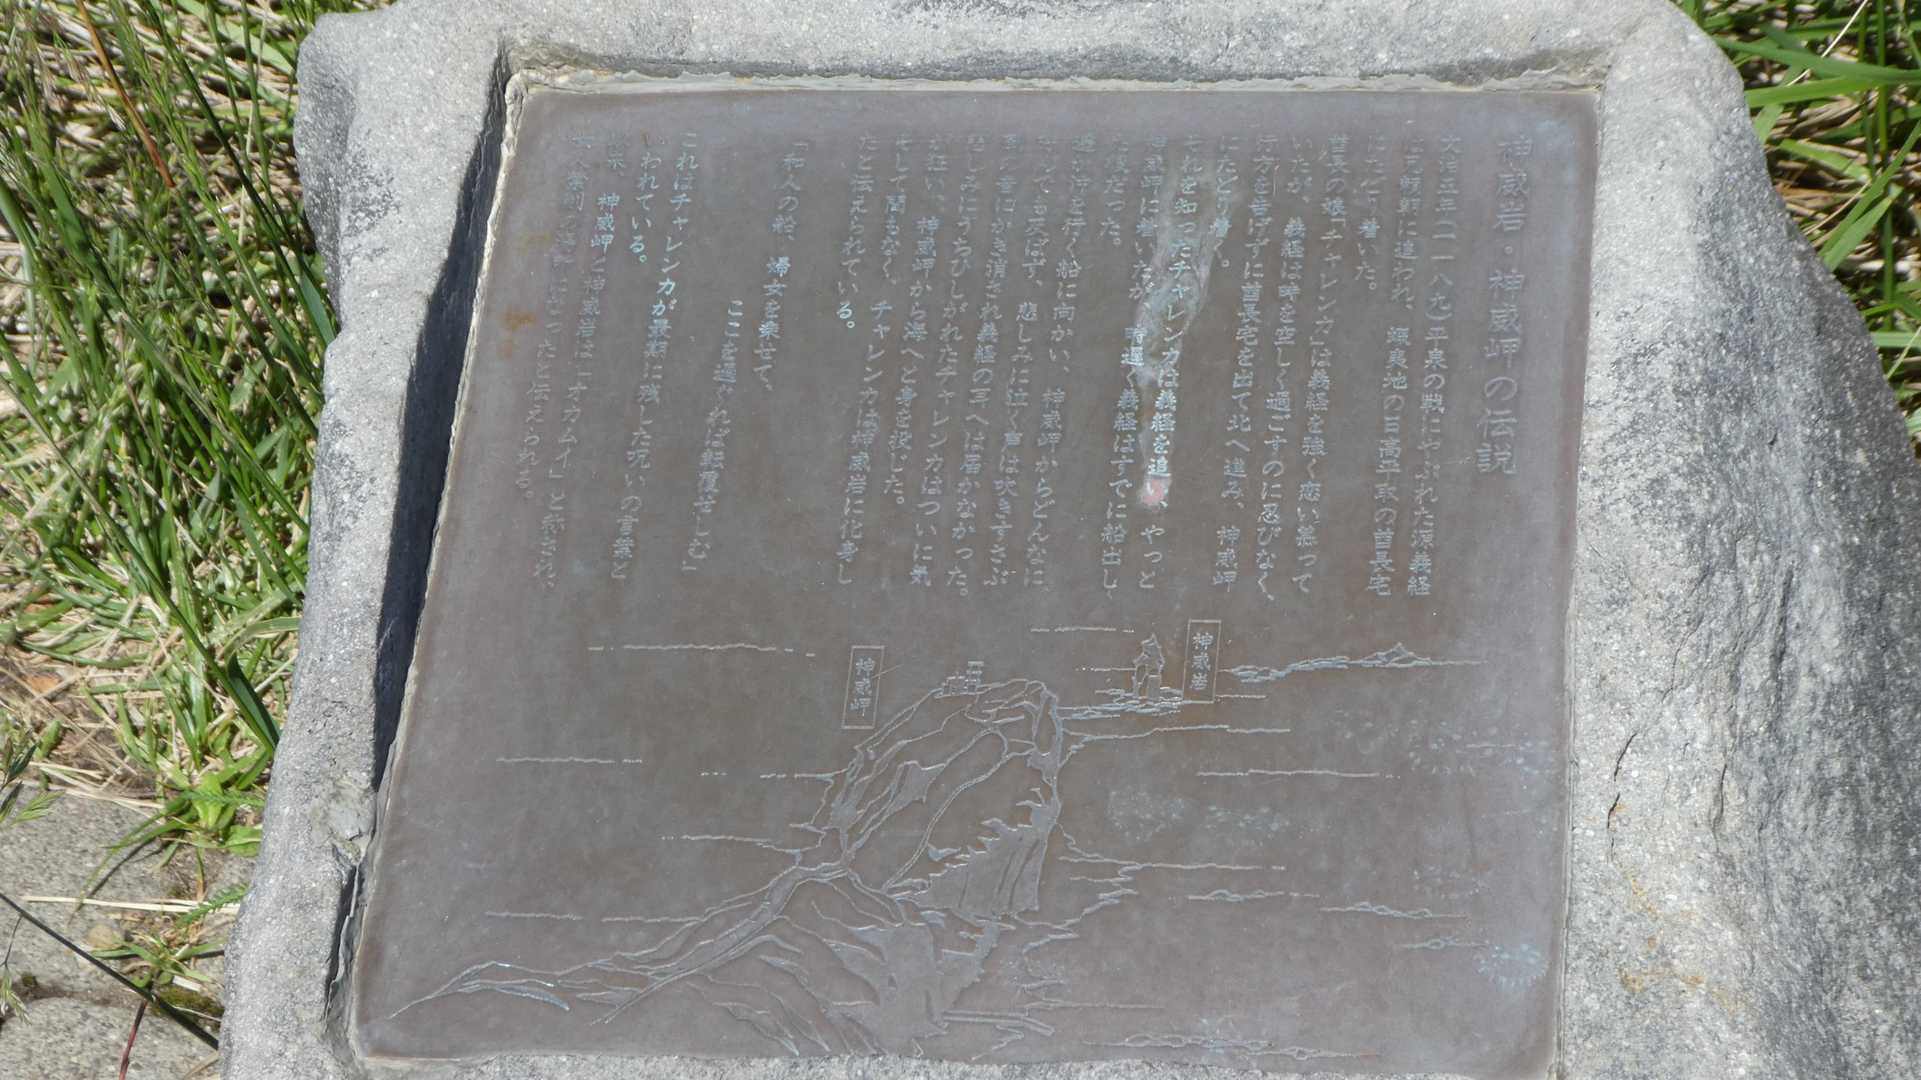 神威岩・神威岬の伝説
文治五年(一一八九)平泉の戦にやぶれた源義経
は兄頼朝に追われ、蝦夷地の日高平取の酋長宅
にたどり着いた。
酋長の娘「チャレンカ」は義経を強く恋い慕って
いたが、義経は時を空しく過ごすのに忍びなく、
行方を告げずに酋長宅を出て北へ進み、神威岬
にたどり着く。
それを知ったチャレンカは義経を追い、やっと
神威岬に着いたが、時遅く義経はすでに船出し
た後だった。
行く船に向かい、神威岬からどんなに
叫んでも及ばず、悲しみに泣く声は吹きすさぶ
風の音にかき消され義経の耳へは届かなかった。
悲しみにうちひしがれたチャレンカはついに気
が狂い、神威岬から海へと身を投じた。
そして間もなく、チャレンカは神威岩に化身し
たと伝えられている。
「和人の船、婦女を乗せて、
ここを過ぐれば転覆せしむ」
これはチャレンカが最期に残した呪いの言葉と
いわれている。
以来、神威岬と神威岩は「オカムイ」と称され、
女人禁制の海岬になったと伝えられる。
神威岩
神威岬